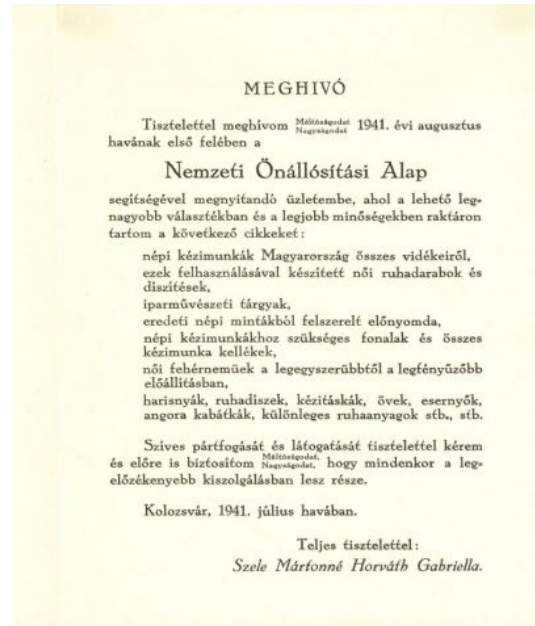 MEGHIVÓ
Tisztelettel meghívom Méltóságodat Nagyságodat 1941. évi augusztus
havának első felében a
Nemzeti Önállósítási Alap
segítségével megnyitandó üzletembe, ahol a lehető leg-
nagyobb választékban és a legjobb minőségekben raktáron
tartom a következő cikkeket:
népi kézimunkák Magyarország összes vidékeiről,
ezek felhasználásával készített női ruhadarabok és
diszítések,
iparművészeti tárgyak,
eredeti népi mintákból felszerelt előnyomda,
népi kézimunkákhoz szükséges fonalak és összes
kézimunka kellékek,
női fehérneműek a legegyszerübbtől a legfényűzőbb
előállításban,
harisnyák, ruhadiszek, kézitáskák, övek, esernyők,
angora kabátkák, különleges ruhaanyagok stb., stb.
Szives pártfogását és látogatását tisztelettel kérem
és előre is biztosítom Méltóságodat, Nagyságodat, hogy mindenkor a leg-
előzékenyebb kiszolgálásban lesz része.
Kolozsvár, 1941. július havában.
Teljes tisztelettel:
Szele Mártonné Horváth Gabriella.